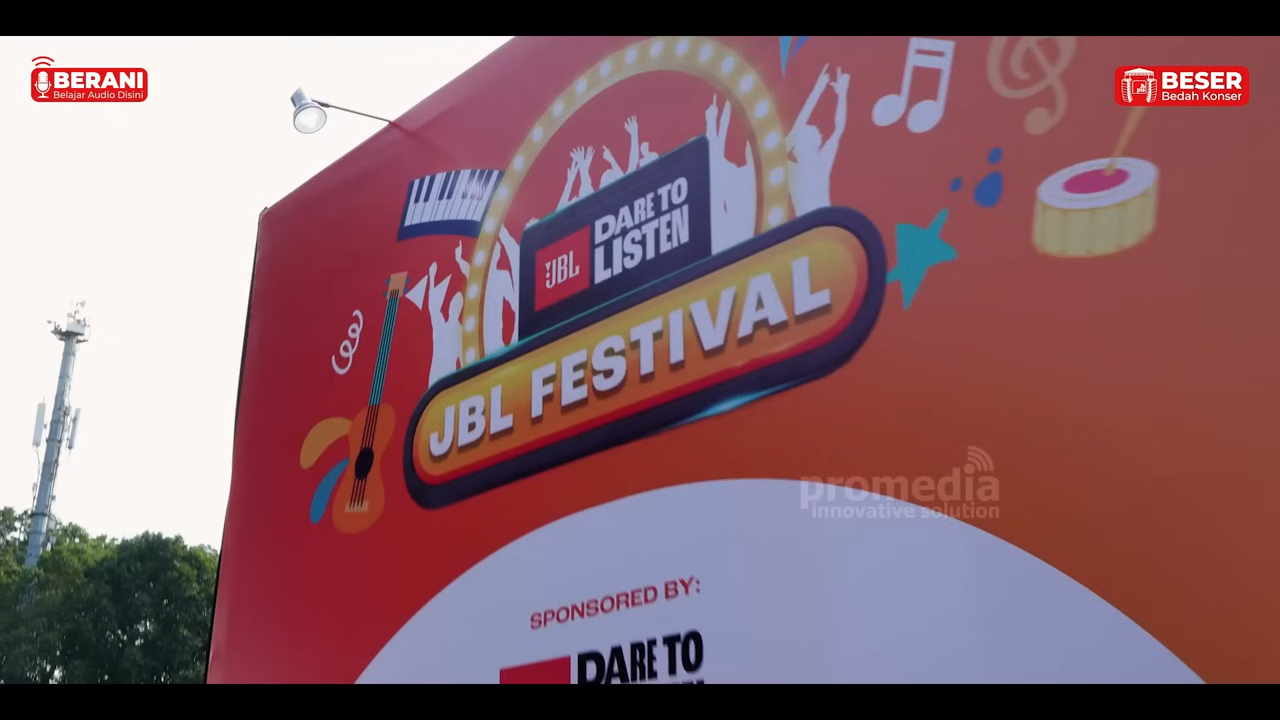 BERANI
Belajar Audio Disini
BESER
Bedah Konser
JBL
DARE TO
LISTEN
JBL FESTIVAL
promedia
innovative solution
SPONSORED BY:
DARE TO